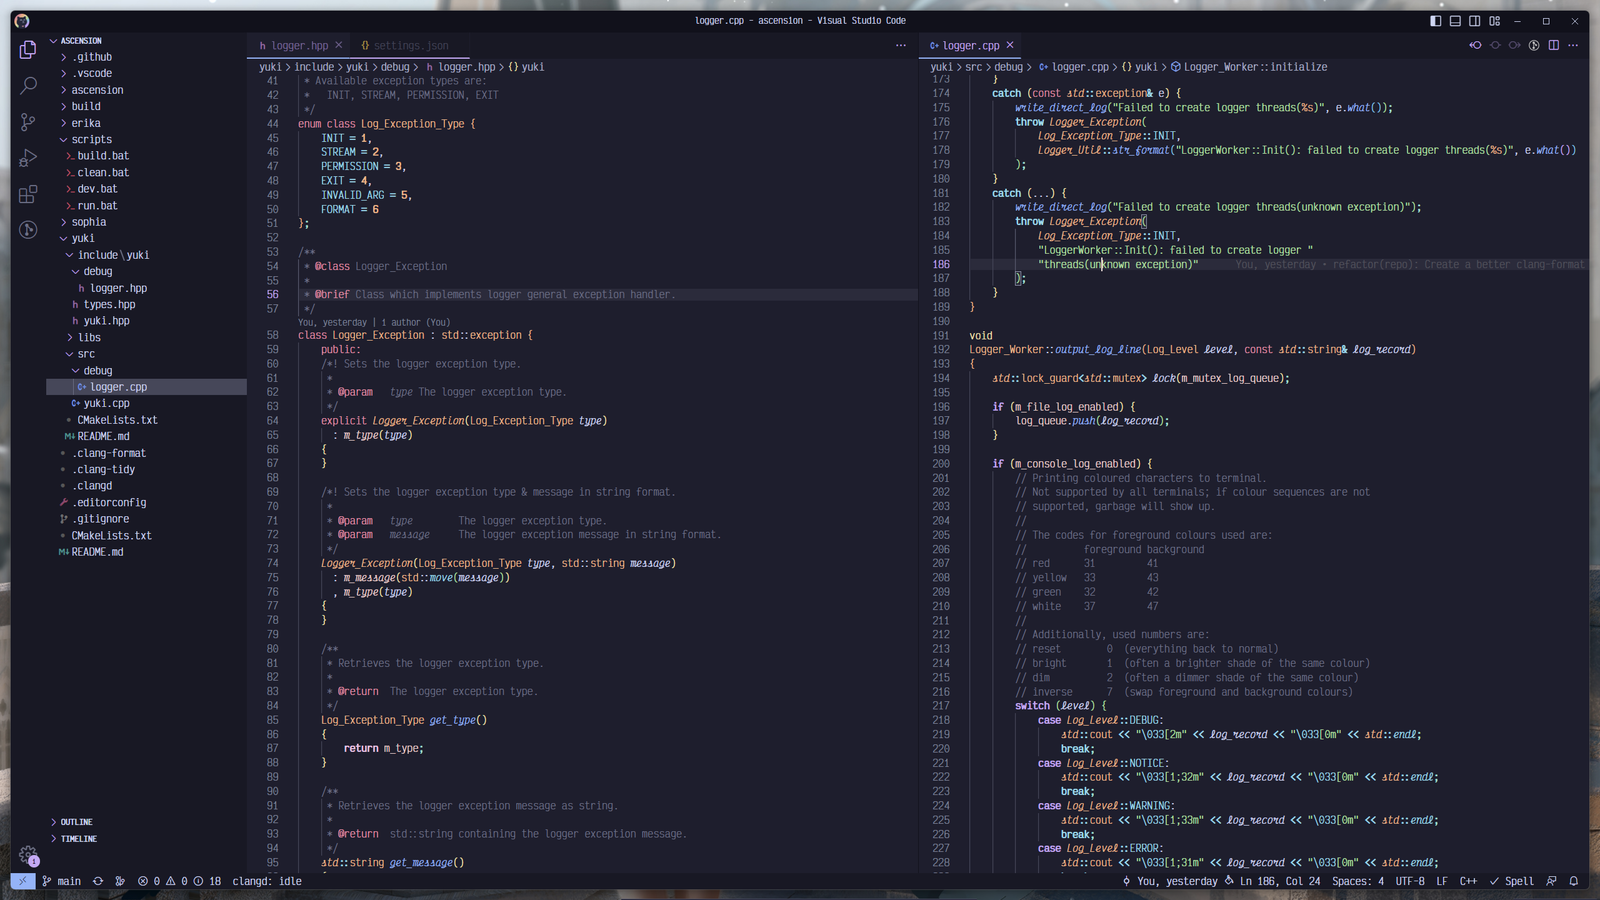 logger.cpp - ascension - Visual Studio Code
ASCENSION
.github
.vscode
ascension
build
erika
scripts
build.bat
clean.bat
dev.bat
run.bat
sophia
yuki
include\yuki
debug
h logger.hpp
h types.hpp
h yuki.hpp
libs
src
debug
C+ logger.cpp
C+ yuki.cpp
CMakeLists.txt
M↓ README.md
.clang-format
.clang-tidy
.clangd
.editorconfig
.gitignore
CMakeLists.txt
M↓ README.md
OUTLINE
TIMELINE
1
h logger.hpp ×
{} settings.json
yuki > include > yuki > debug > h logger.hpp > {} yuki
41 * Available exception types are:
42 *   INIT, STREAM, PERMISSION, EXIT
43 */
44 enum class Log_Exception_Type {
45     INIT = 1,
46     STREAM = 2,
47     PERMISSION = 3,
48     EXIT = 4,
49     INVALID_ARG = 5,
50     FORMAT = 6
51 };
52
53 /**
54  * @class Logger_Exception
55  *
56  * @brief Class which implements logger general exception handler.
57  */
You, yesterday | 1 author (You)
58 class Logger_Exception : std::exception {
59     public:
60     /*! Sets the logger exception type.
61      *
62      * @param   type The logger exception type.
63      */
64     explicit Logger_Exception(Log_Exception_Type type)
65       : m_type(type)
66     {
67     }
68
69     /*! Sets the logger exception type & message in string format.
70      *
71      * @param   type        The logger exception type.
72      * @param   message     The logger exception message in string format.
73      */
74     Logger_Exception(Log_Exception_Type type, std::string message)
75       : m_message(std::move(message))
76       , m_type(type)
77     {
78     }
79
80     /**
81      * Retrieves the logger exception type.
82      *
83      * @return  The logger exception type.
84      */
85     Log_Exception_Type get_type()
86     {
87         return m_type;
88     }
89
90     /**
91      * Retrieves the logger exception message as string.
92      *
93      * @return  std::string containing the logger exception message.
94      */
95     std::string get_message()
C+ logger.cpp ×
yuki > src > debug > C+ logger.cpp > {} yuki > Logger_Worker::initialize
173     }
174     catch (const std::exception& e) {
175         write_direct_log("Failed to create logger threads(%s)", e.what());
176         throw Logger_Exception(
177             Log_Exception_Type::INIT,
178             Logger_Util::str_format("LoggerWorker::Init(): failed to create logger threads(%s)", e.what())
179         );
180     }
181     catch (...) {
182         write_direct_log("Failed to create logger threads(unknown exception)");
183         throw Logger_Exception(
184             Log_Exception_Type::INIT,
185             "LoggerWorker::Init(): failed to create logger "
186             "threads(unknown exception)"     You, yesterday • refactor(repo): Create a better clang-format
187         );
188     }
189 }
190
191 void
192 Logger_Worker::output_log_line(Log_Level level, const std::string& log_record)
193 {
194     std::lock_guard<std::mutex> lock(m_mutex_log_queue);
195
196     if (m_file_log_enabled) {
197         log_queue.push(log_record);
198     }
199
200     if (m_console_log_enabled) {
201         // Printing coloured characters to terminal.
202         // Not supported by all terminals; if colour sequences are not
203         // supported, garbage will show up.
204         //
205         // The codes for foreground colours used are:
206         //          foreground background
207         // red      31         41
208         // yellow   33         43
209         // green    32         42
210         // white    37         47
211         //
212         // Additionally, used numbers are:
213         // reset        0  (everything back to normal)
214         // bright       1  (often a brighter shade of the same colour)
215         // dim          2  (often a dimmer shade of the same colour)
216         // inverse      7  (swap foreground and background colours)
217         switch (level) {
218             case Log_Level::DEBUG:
219                 std::cout << "\033[2m" << log_record << "\033[0m" << std::endl;
220                 break;
221             case Log_Level::NOTICE:
222                 std::cout << "\033[1;32m" << log_record << "\033[0m" << std::endl;
223                 break;
224             case Log_Level::WARNING:
225                 std::cout << "\033[1;33m" << log_record << "\033[0m" << std::endl;
226                 break;
227             case Log_Level::ERROR:
228                 std::cout << "\033[1;31m" << log_record << "\033[0m" << std::endl;
main 0 0 18 clangd: idle
You, yesterday Ln 186, Col 24 Spaces: 4 UTF-8 LF C++ Spell